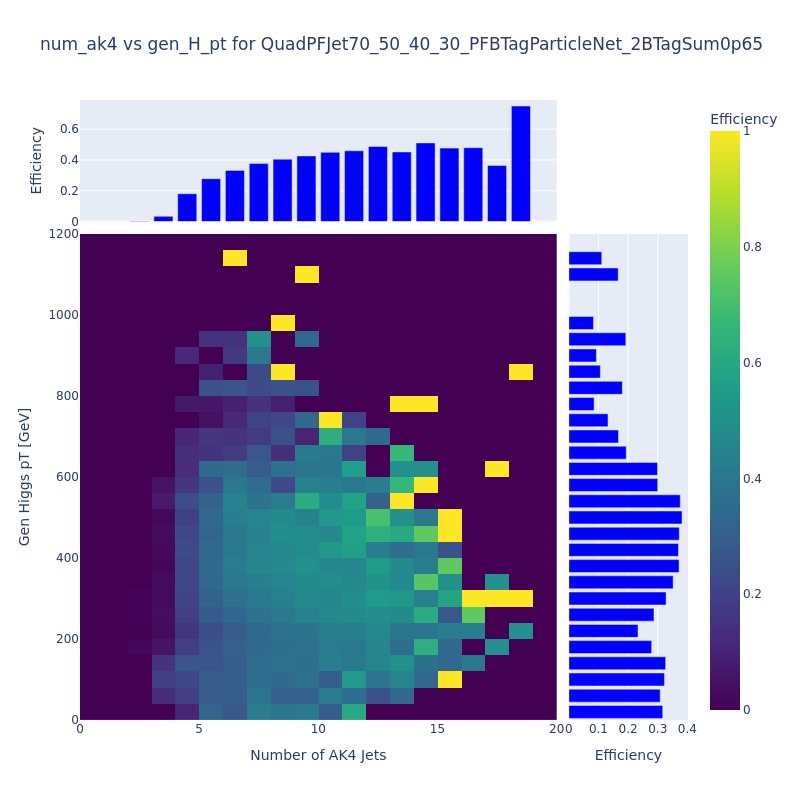 num_ak4 vs gen_H_pt for QuadPFJet70_50_40_30_PFBTagParticleNet_2BTagSum0p65
Efficiency
0.6
0.4
0.2
0
Efficiency
1
0.8
0.6
0.4
0.2
0
Gen Higgs pT [GeV]
1200
1000
800
600
400
200
0
0 5 10 15 20
Number of AK4 Jets
0 0.1 0.2 0.3 0.4
Efficiency